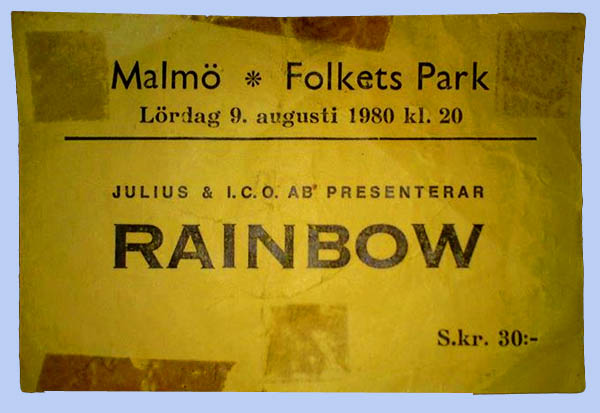 Malmö * Folkets Park
Lördag 9. augusti 1980 kl. 20
JULIUS & I.C.O. AB PRESENTERAR
RAINBOW
S.kr. 30:-